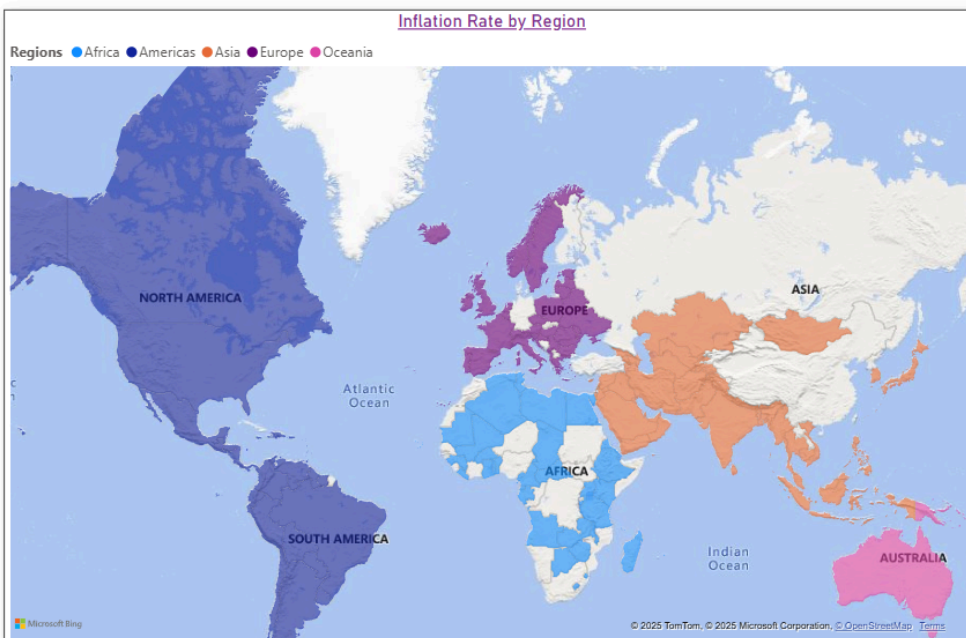 Inflation Rate by Region
Regions Africa Americas Asia Europe Oceania
NORTH AMERICA
ASIA
EUROPE
Atlantic
Ocean
AFRICA
SOUTH AMERICA
Indian
Ocean
AUSTRALIA
Microsoft Bing
© 2025 TomTom, © 2025 Microsoft Corporation, © OpenStreetMap Terms